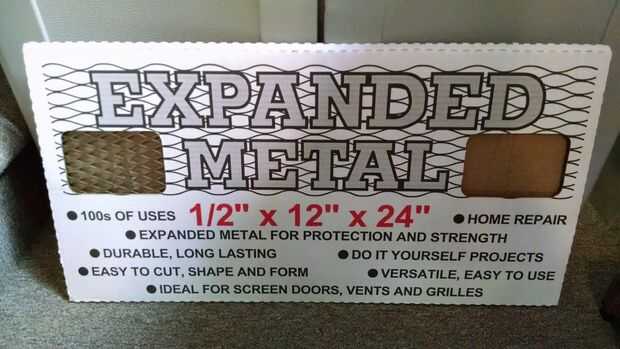 EXPANDED
METAL
● 100s OF USES 1/2" x 12" x 24" ● HOME REPAIR
● EXPANDED METAL FOR PROTECTION AND STRENGTH
● DURABLE, LONG LASTING ● DO IT YOURSELF PROJECTS
● EASY TO CUT, SHAPE AND FORM ● VERSATILE, EASY TO USE
● IDEAL FOR SCREEN DOORS, VENTS AND GRILLES